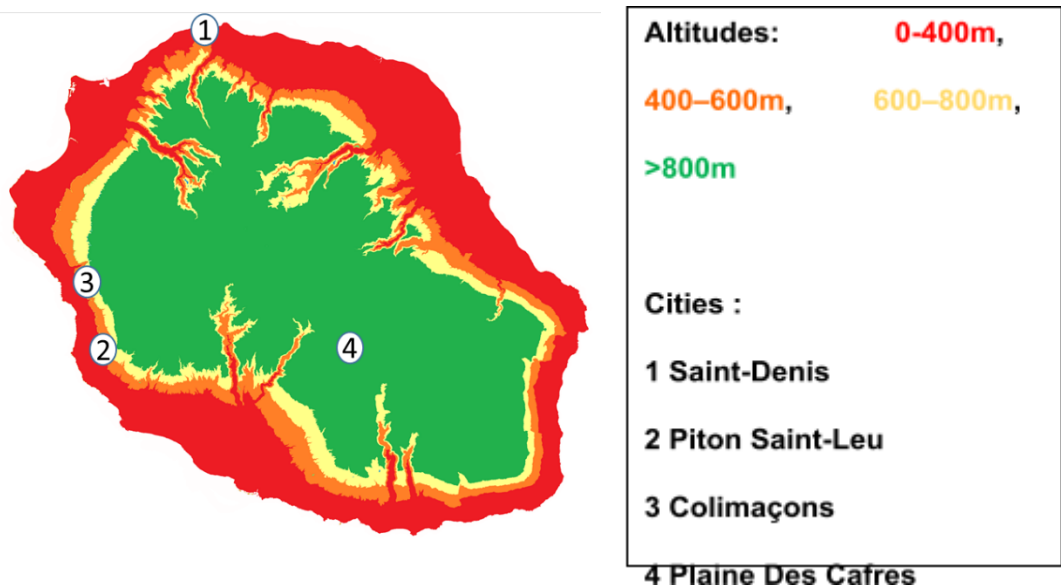 1
3
2
4
Altitudes: 0-400m,
400–600m, 600–800m,
>800m
Cities :
1 Saint-Denis
2 Piton Saint-Leu
3 Colimaçons
4 Plaine Des Cafres